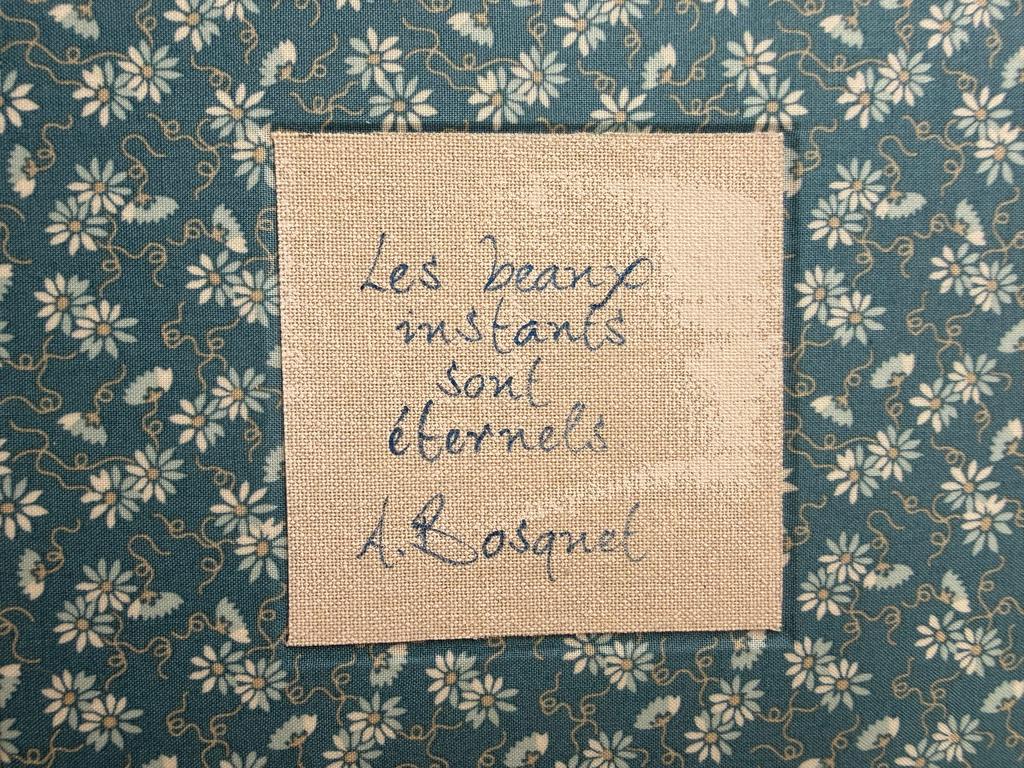 Les beaux
instants
sont
éternels
A. Bosquet